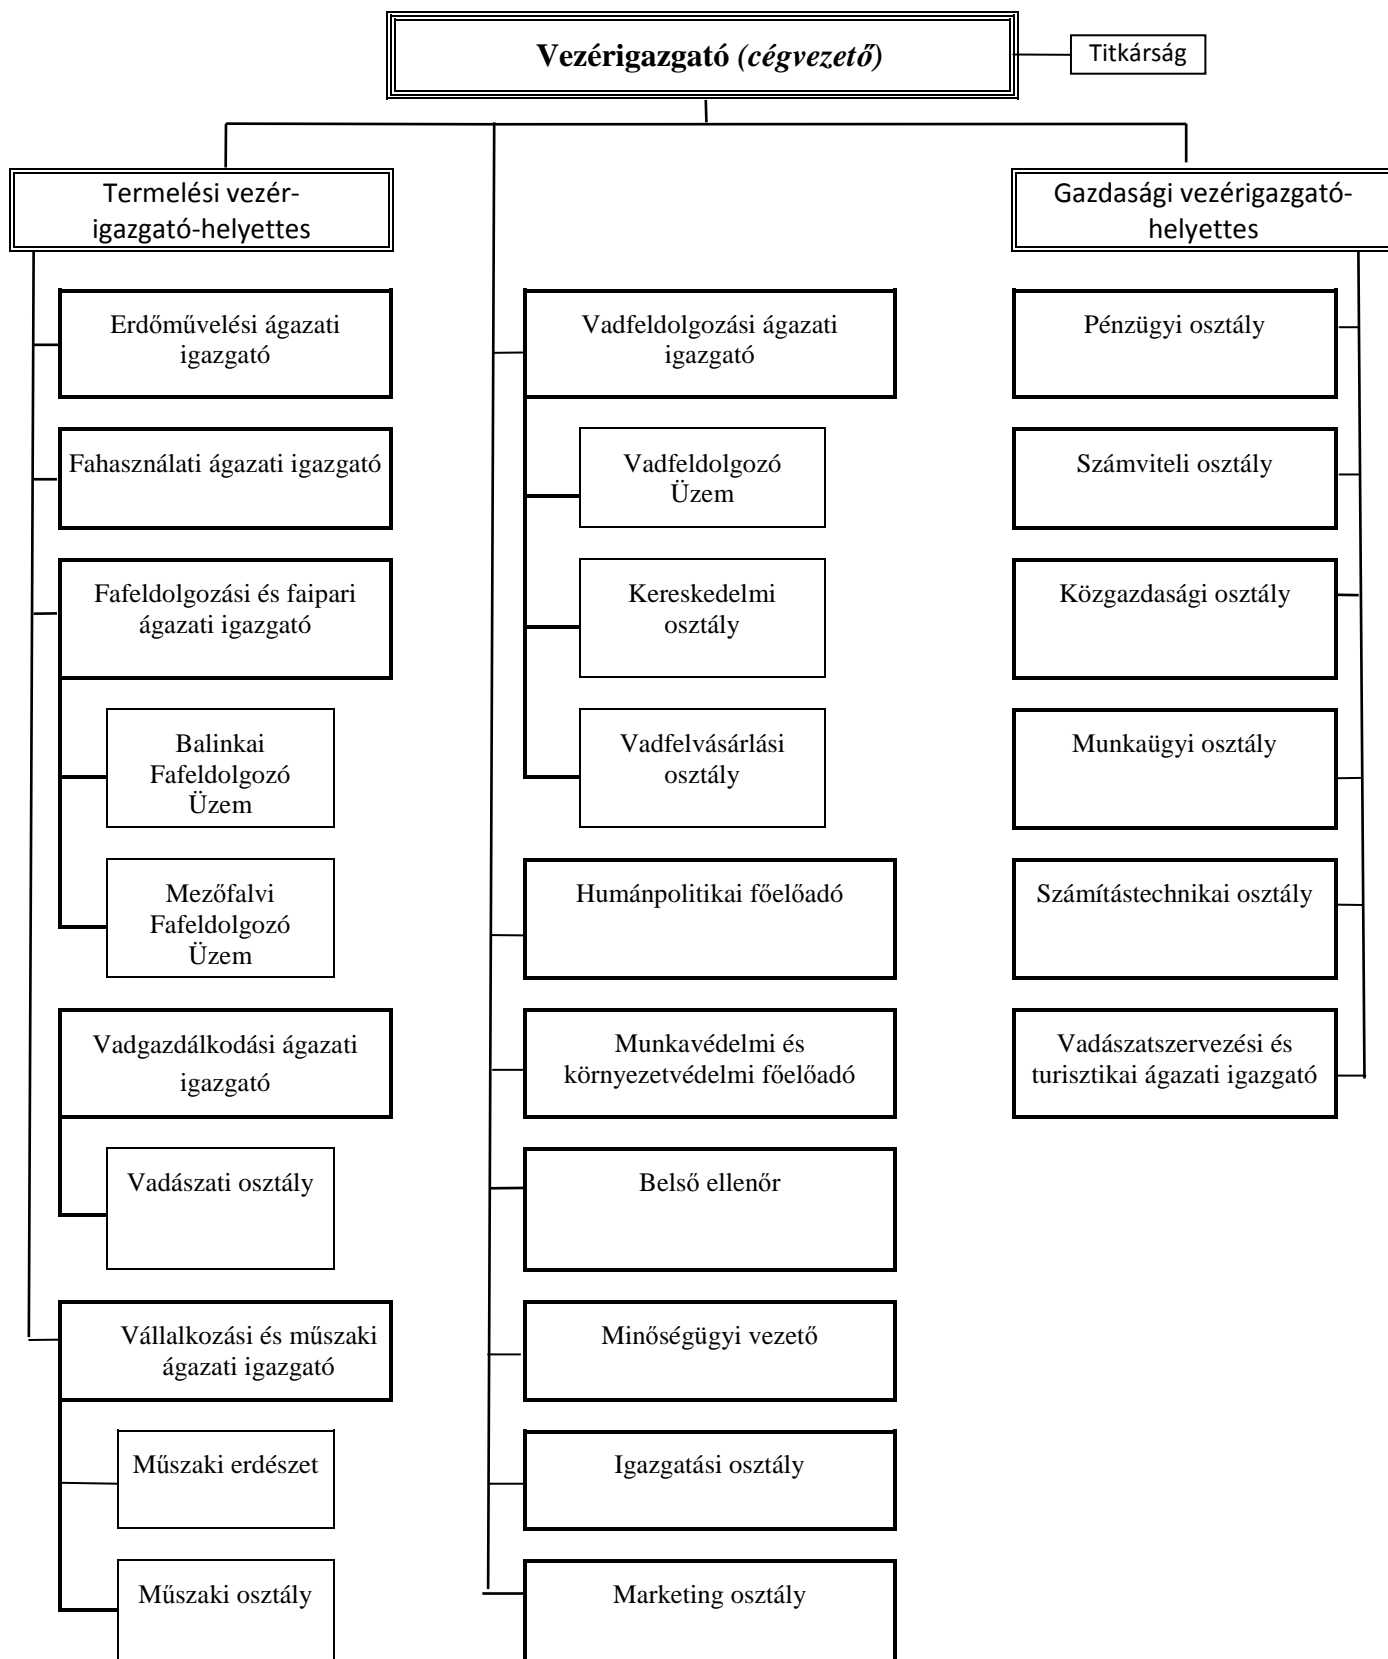 Vezérigazgató (cégvezető)
Titkárság
Termelési vezér-
igazgató-helyettes
Erdőművelési ágazati
igazgató
Fahasználati ágazati igazgató
Fafeldolgozási és faipari
ágazati igazgató
Balinkai
Fafeldolgozó
Üzem
Mezőfalvi
Fafeldolgozó
Üzem
Vadgazdálkodási ágazati
igazgató
Vadászati osztály
Vállalkozási és műszaki
ágazati igazgató
Műszaki erdészet
Műszaki osztály
Vadfeldolgozási ágazati
igazgató
Vadfeldolgozó
Üzem
Kereskedelmi
osztály
Vadfelvásárlási
osztály
Humánpolitikai főelőadó
Munkavédelmi és
környezetvédelmi főelőadó
Belső ellenőr
Minőségügyi vezető
Igazgatási osztály
Marketing osztály
Gazdasági vezérigazgató-
helyettes
Pénzügyi osztály
Számviteli osztály
Közgazdasági osztály
Munkaügyi osztály
Számítástechnikai osztály
Vadászatszervezési és
turisztikai ágazati igazgató